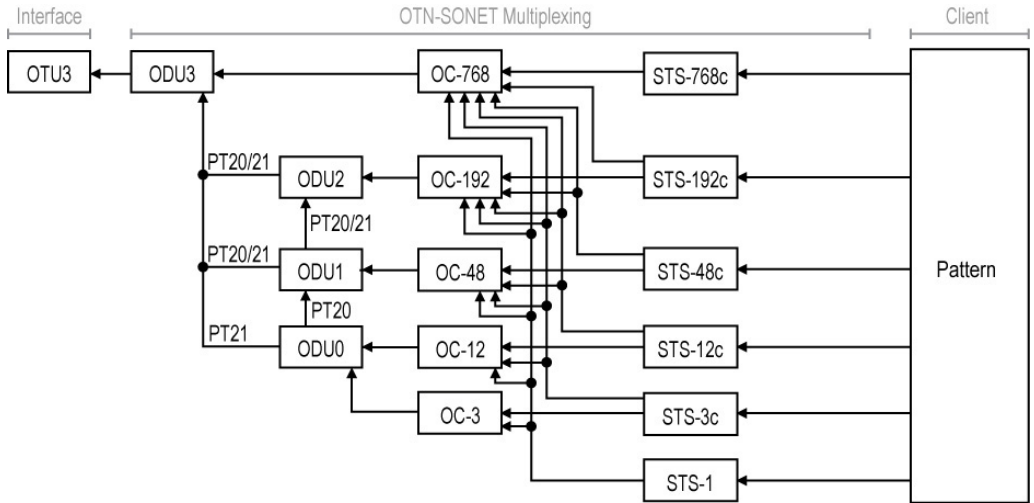 Interface OTN-SONET Multiplexing Client
OTU3 ODU3 OC-768 STS-768c
PT20/21 ODU2 OC-192 STS-192c
PT20/21
PT20/21 ODU1 OC-48 STS-48c Pattern
PT20
PT21 ODU0 OC-12 STS-12c
OC-3 STS-3c
STS-1